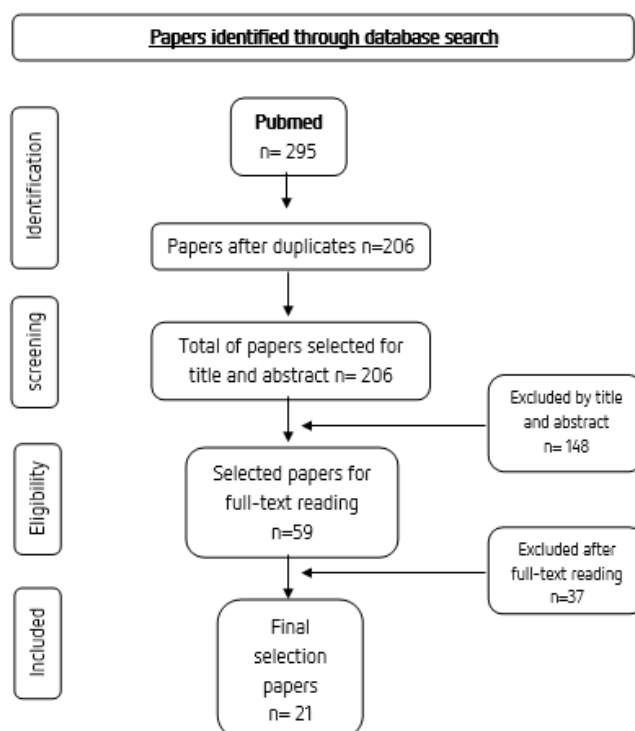 Papers identified through database search
Identification
Pubmed
n= 295
Papers after duplicates n=206
screening
Total of papers selected for
title and abstract n= 206
Excluded by title
and abstract
n= 148
Eligibility
Selected papers for
full-text reading
n=59
Excluded after
full-text reading
n=37
Included
Final
selection
papers
n= 21